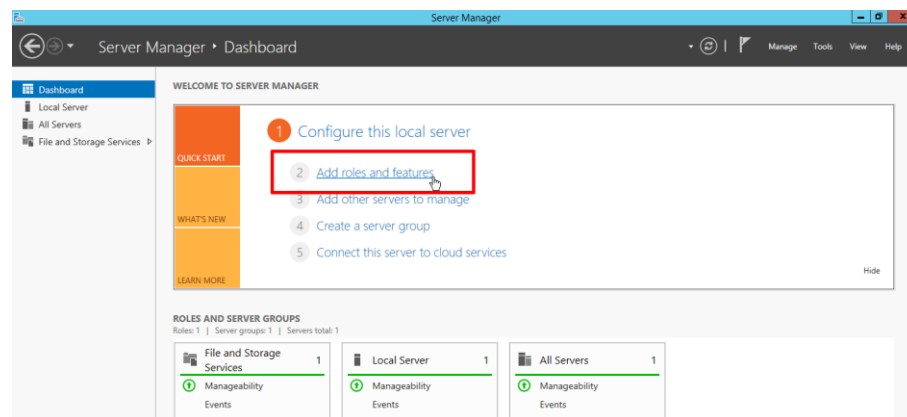 Server Manager
Server Manager • Dashboard
Manage Tools View Help
Dashboard
Local Server
All Servers
File and Storage Services
WELCOME TO SERVER MANAGER
QUICK START
WHAT'S NEW
LEARN MORE
1 Configure this local server
2 Add roles and features
3 Add other servers to manage
4 Create a server group
5 Connect this server to cloud services
Hide
ROLES AND SERVER GROUPS
Roles: 1 | Server groups: 1 | Servers total: 1
File and Storage
Services
1
Manageability
Events
Local Server 1
Manageability
Events
All Servers 1
Manageability
Events